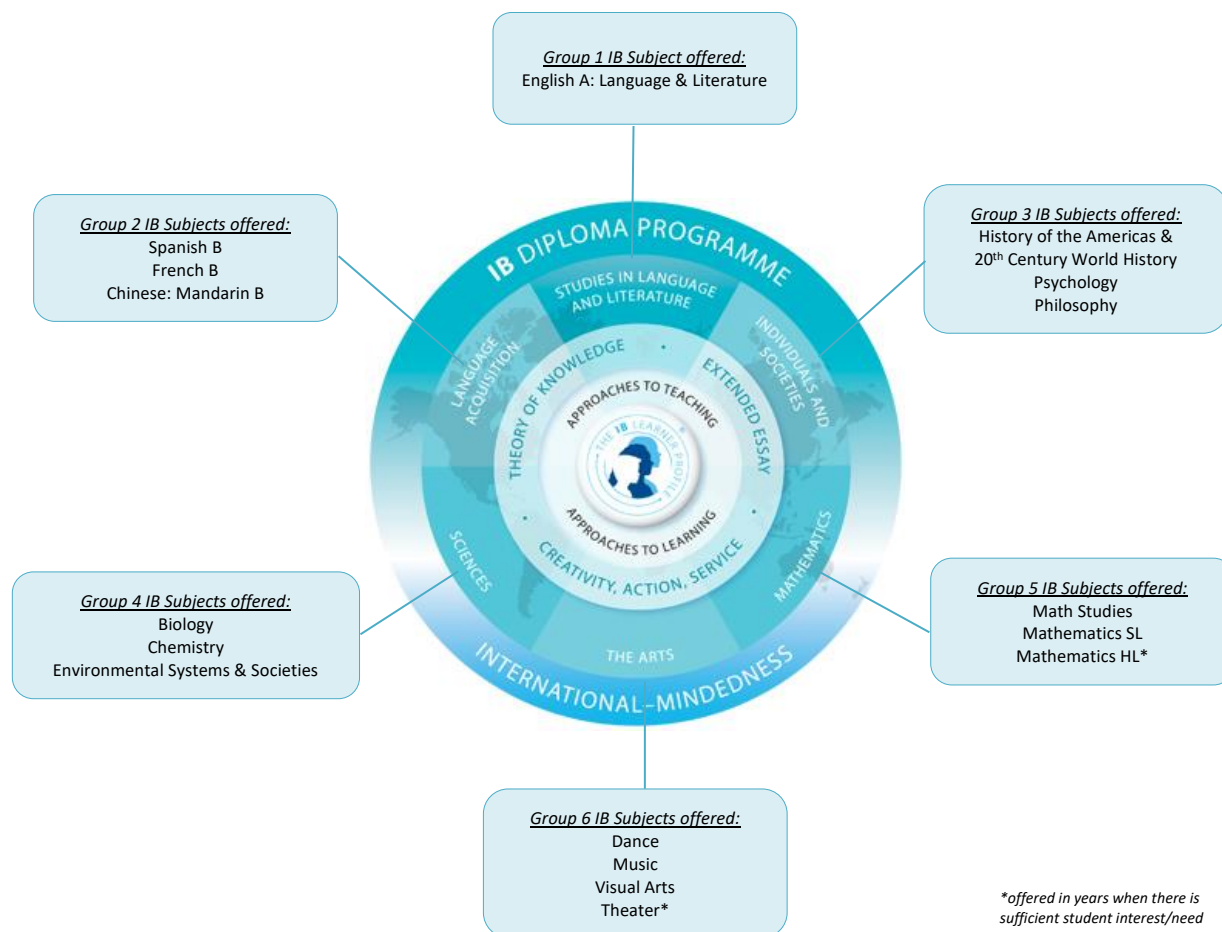 Group 1 IB Subject offered:
English A: Language & Literature
Group 2 IB Subjects offered:
Spanish B
French B
Chinese: Mandarin B
Group 3 IB Subjects offered:
History of the Americas &
20th Century World History
Psychology
Philosophy
IB DIPLOMA PROGRAMME
STUDIES IN LANGUAGE
AND LITERATURE
LANGUAGE
ACQUISITION
INDIVIDUALS AND
SOCIETIES
THEORY OF KNOWLEDGE
EXTENDED ESSAY
APPROACHES TO TEACHING
THE IB LEARNER PROFILE
®
APPROACHES TO LEARNING
CREATIVITY, ACTION, SERVICE
SCIENCES
MATHEMATICS
THE ARTS
INTERNATIONAL-MINDEDNESS
Group 4 IB Subjects offered:
Biology
Chemistry
Environmental Systems & Societies
Group 5 IB Subjects offered:
Math Studies
Mathematics SL
Mathematics HL*
Group 6 IB Subjects offered:
Dance
Music
Visual Arts
Theater*
*offered in years when there is
sufficient student interest/need